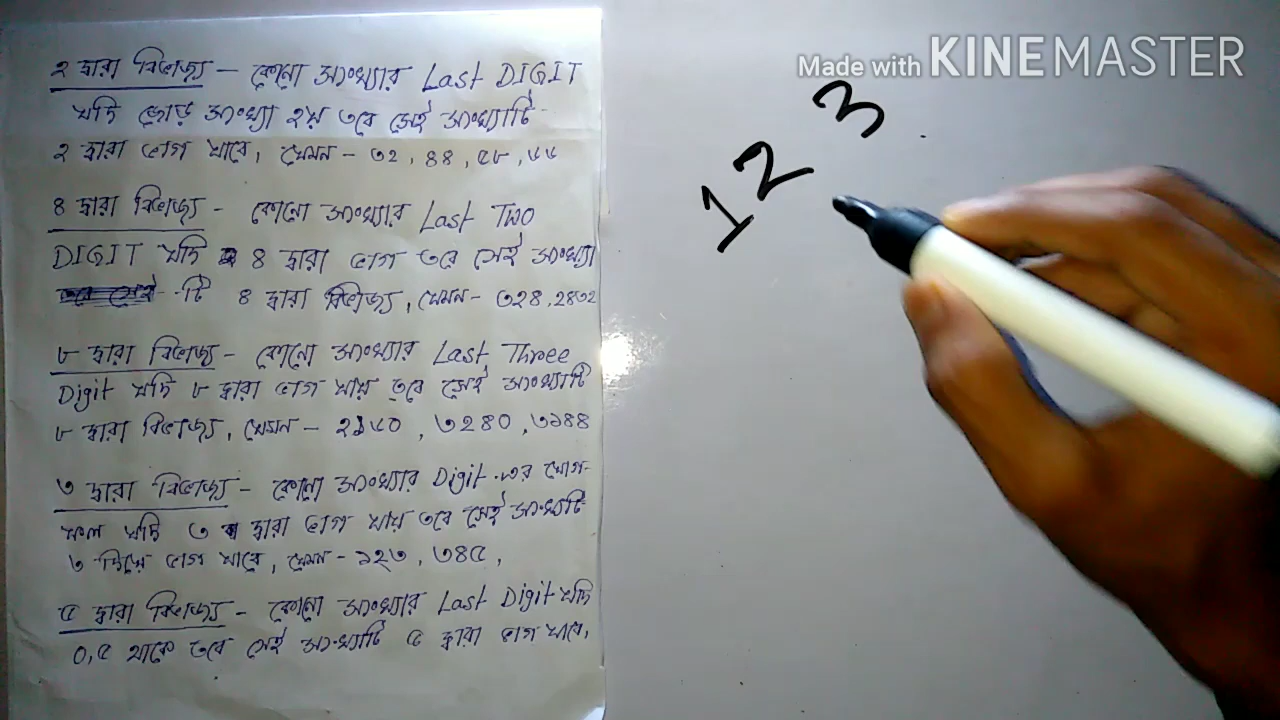 ২ দ্বারা বিভাজ্য – কোনো সংখ্যার Last DIGIT
যদি জোড় সংখ্যা হয় তবে সেই সংখ্যাটি
২ দ্বারা ভাগ যাবে, যেমন – ৩২, ৪৪, ৫৮, ৬৬
৪ দ্বারা বিভাজ্য – কোনো সংখ্যার Last TWO
DIGIT যদি ৪ দ্বারা ভাগ তবে সেই সংখ্যা
টি ৪ দ্বারা বিভাজ্য, যেমন – ৩২৪, ২৪৩২
৮ দ্বারা বিভাজ্য – কোনো সংখ্যার Last Three
Digit যদি ৮ দ্বারা ভাগ যায় তবে সেই সংখ্যাটি
৮ দ্বারা বিভাজ্য, যেমন – ২১৬০, ৩২৪০, ৩১৪৪
৩ দ্বারা বিভাজ্য – কোনো সংখ্যার Digit এর যোগ-
ফল যদি ৩ দ্বারা ভাগ যায় তবে সেই সংখ্যাটি
৩ দিয়ে ভাগ যাবে, যেমন – ১২৩, ৩৪৫,
৫ দ্বারা বিভাজ্য – কোনো সংখ্যার Last Digit যদি
০,৫ থাকে তবে সেই সংখ্যাটি ৫ দ্বারা ভাগ যাবে,
Made with KINEMASTER
1 2 3